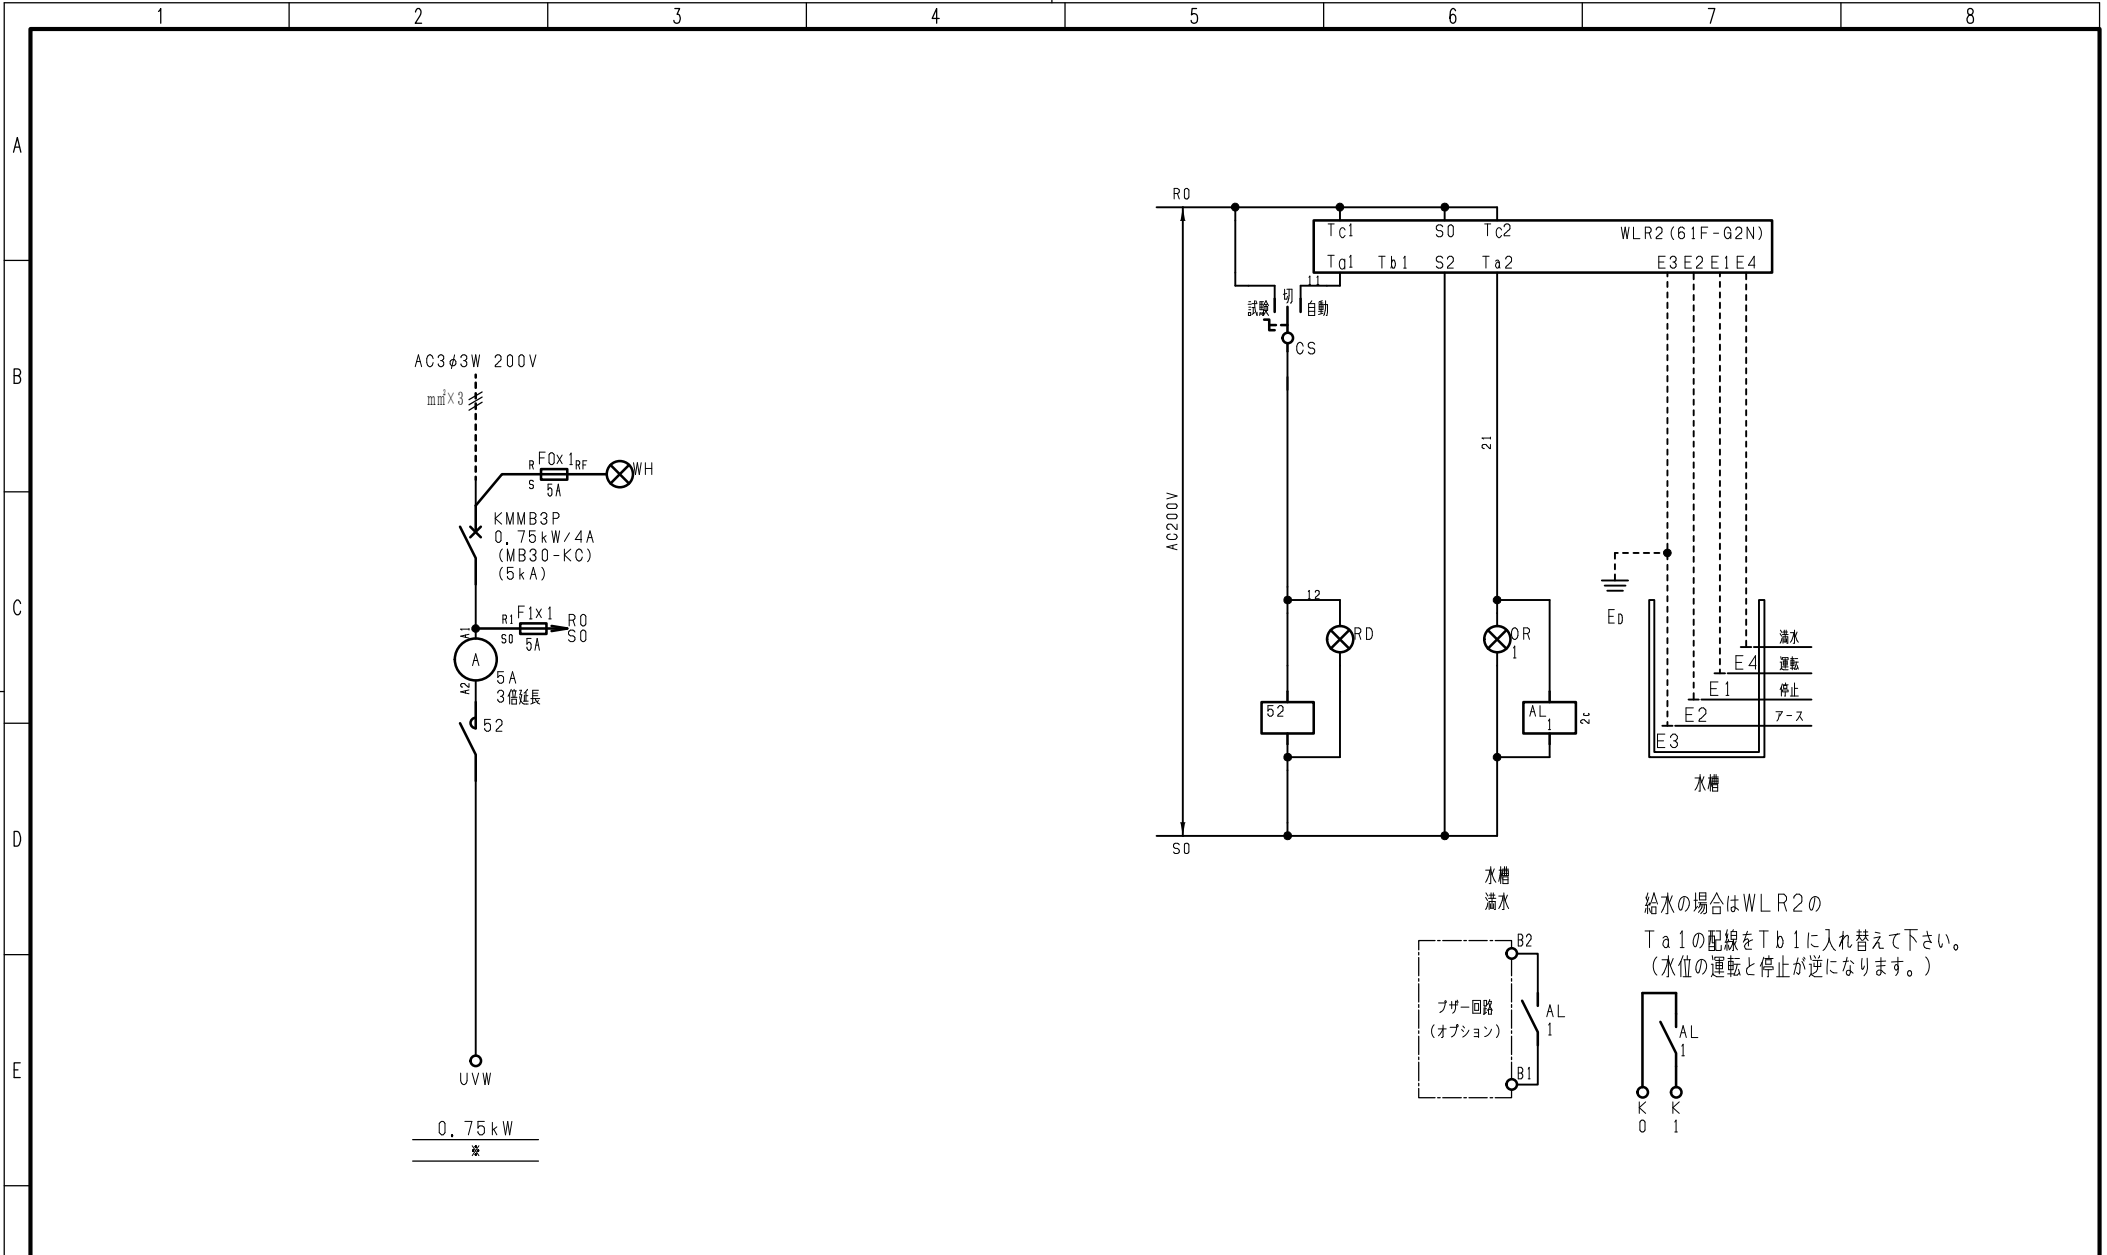 1 2 3 4 5 6 7 8
A
B
C
D
E
AC3φ3W 200V
mm²×3
R F0x1 RF
S 5A
WH
KMMB3P
0.75kW/4A
(MB30-KC)
(5kA)
R1 F1x1 R0
S0 5A S0
A1
A
A2
5A
3倍延長
52
UVW
0.75kW
※
R0
Tc1 S0 Tc2 WLR2(61F-G2N)
Ta1 Tb1 S2 Ta2 E3 E2 E1 E4
11
試験 切 自動
CS
21
AC200V
12
RD
OR
1
52
AL
1
2c
ED
満水
E4 運転
E1 停止
E2 アース
E3
水槽
S0
水槽
満水
給水の場合はWLR2の
Ta1の配線をTb1に入れ替えて下さい。
(水位の運転と停止が逆になります。)
B2
ブザー回路
(オプション)
AL
1
B1
AL
1
K
0
K
1